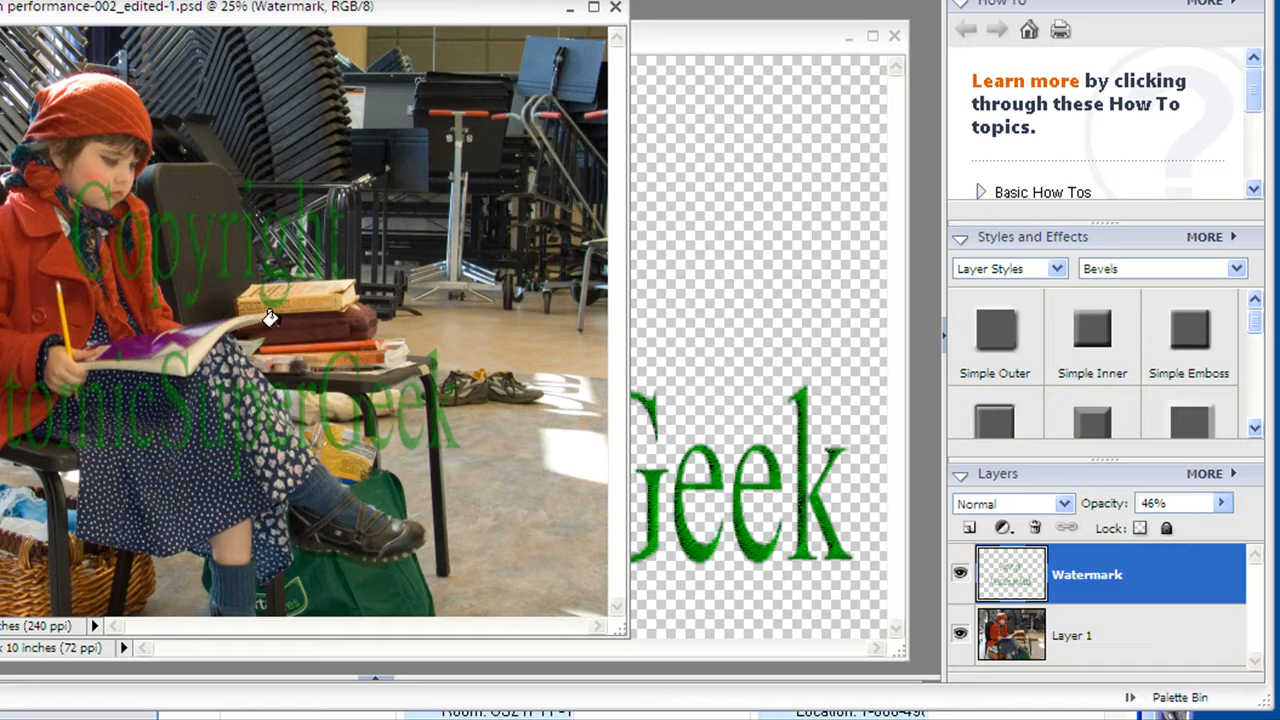 performance-002_edited-1.psd @ 25% (Watermark, RGB/8)
How To
MORE
Learn more by clicking
through these How To
topics.
Basic How Tos
Styles and Effects
MORE
Layer Styles
Bevels
Simple Outer
Simple Inner
Simple Emboss
Layers
MORE
Normal
Opacity:
46%
Lock:
Watermark
Layer 1
Copyright
tomicSuperGeek
Geek
(240 ppi)
x 10 inches (72 ppi)
Palette Bin